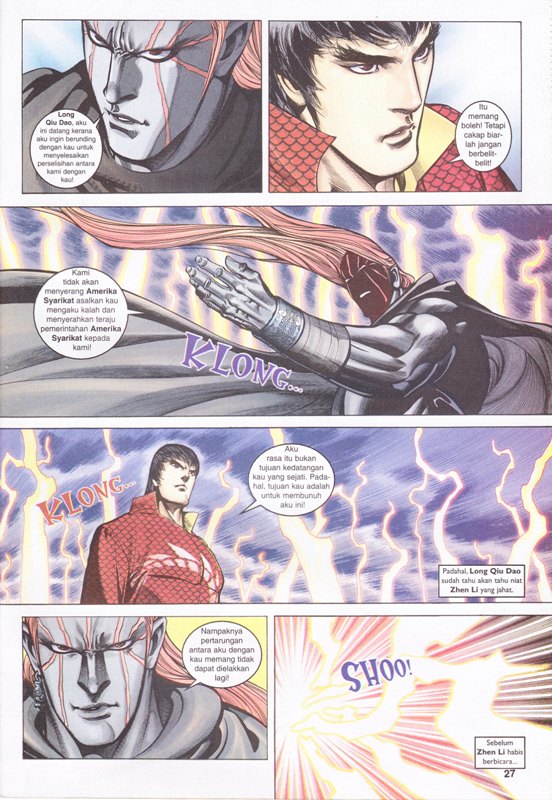 Long
Qiu Dao, aku
ini datang kerana
aku ingin berunding
dengan kau untuk
menyelesaikan
perselisihan antara
kami dengan
kau!
Itu
memang
boleh! Tetapi
cakap biar-
lah jangan
berbelit-
belit!
Kami
tidak akan
menyerang Amerika
Syarikat asalkan kau
mengaku kalah dan
menyerahkan teraju
pemerintahan Amerika
Syarikat kepada
kami!
KLONG...
KLONG...
Aku
rasa itu bukan
tujuan kedatangan
kau yang sejati. Pada-
hal, tujuan kau adalah
untuk membunuh
aku ini!
Padahal, Long Qiu Dao
sudah tahu akan tahu niat
Zhen Li yang jahat.
Nampaknya
pertarungan
antara aku dengan
kau memang tidak
dapat dielakkan
lagi!
SHOO!
Sebelum
Zhen Li habis
berbicara...
27